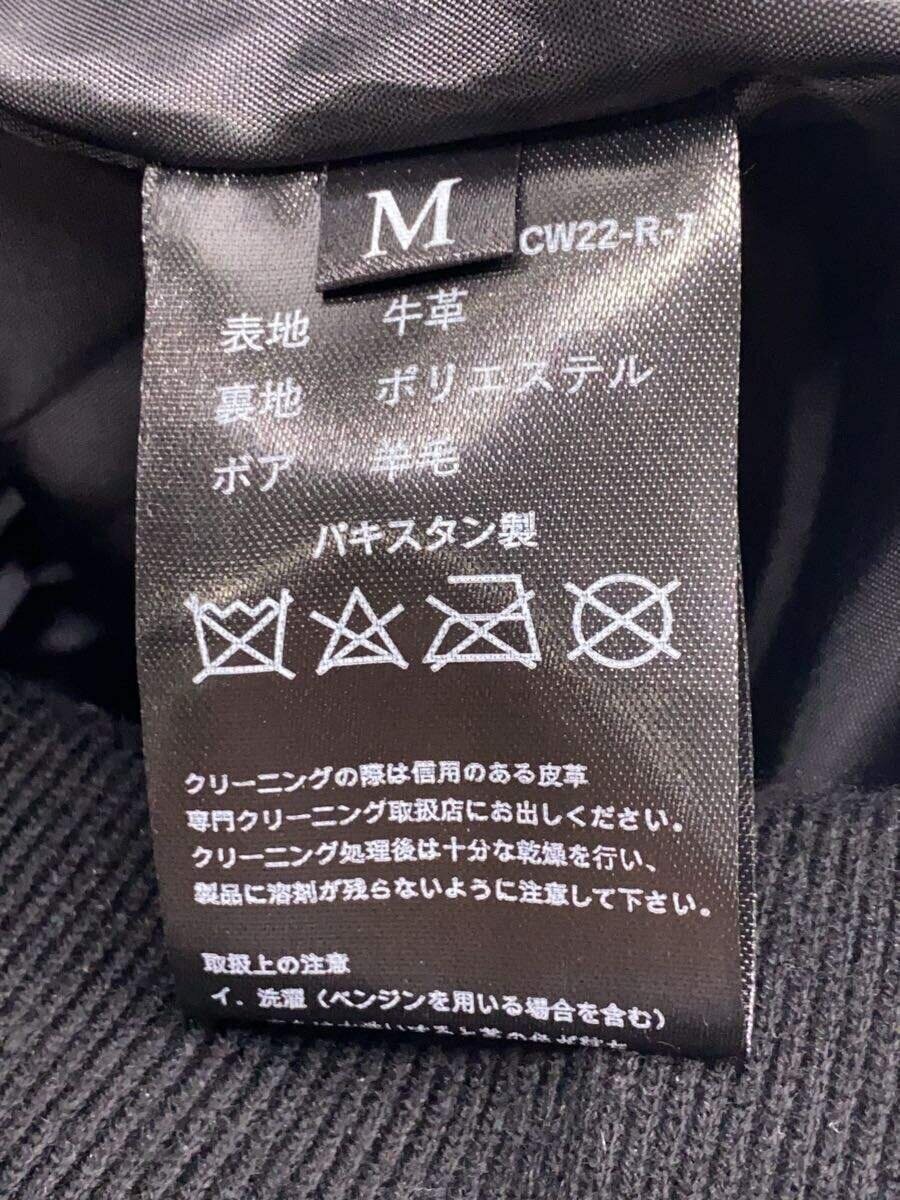 M
CW22-R-7
表地 牛革
裏地 ポリエステル
ボア 羊毛
パキスタン製
クリーニングの際は信用のある皮革
専門クリーニング取扱店にお出しください。
クリーニング処理後は十分な乾燥を行い、
製品に溶剤が残らないように注意して下さい。
取扱上の注意
イ．洗濯（ベンジンを用いる場合を含む）